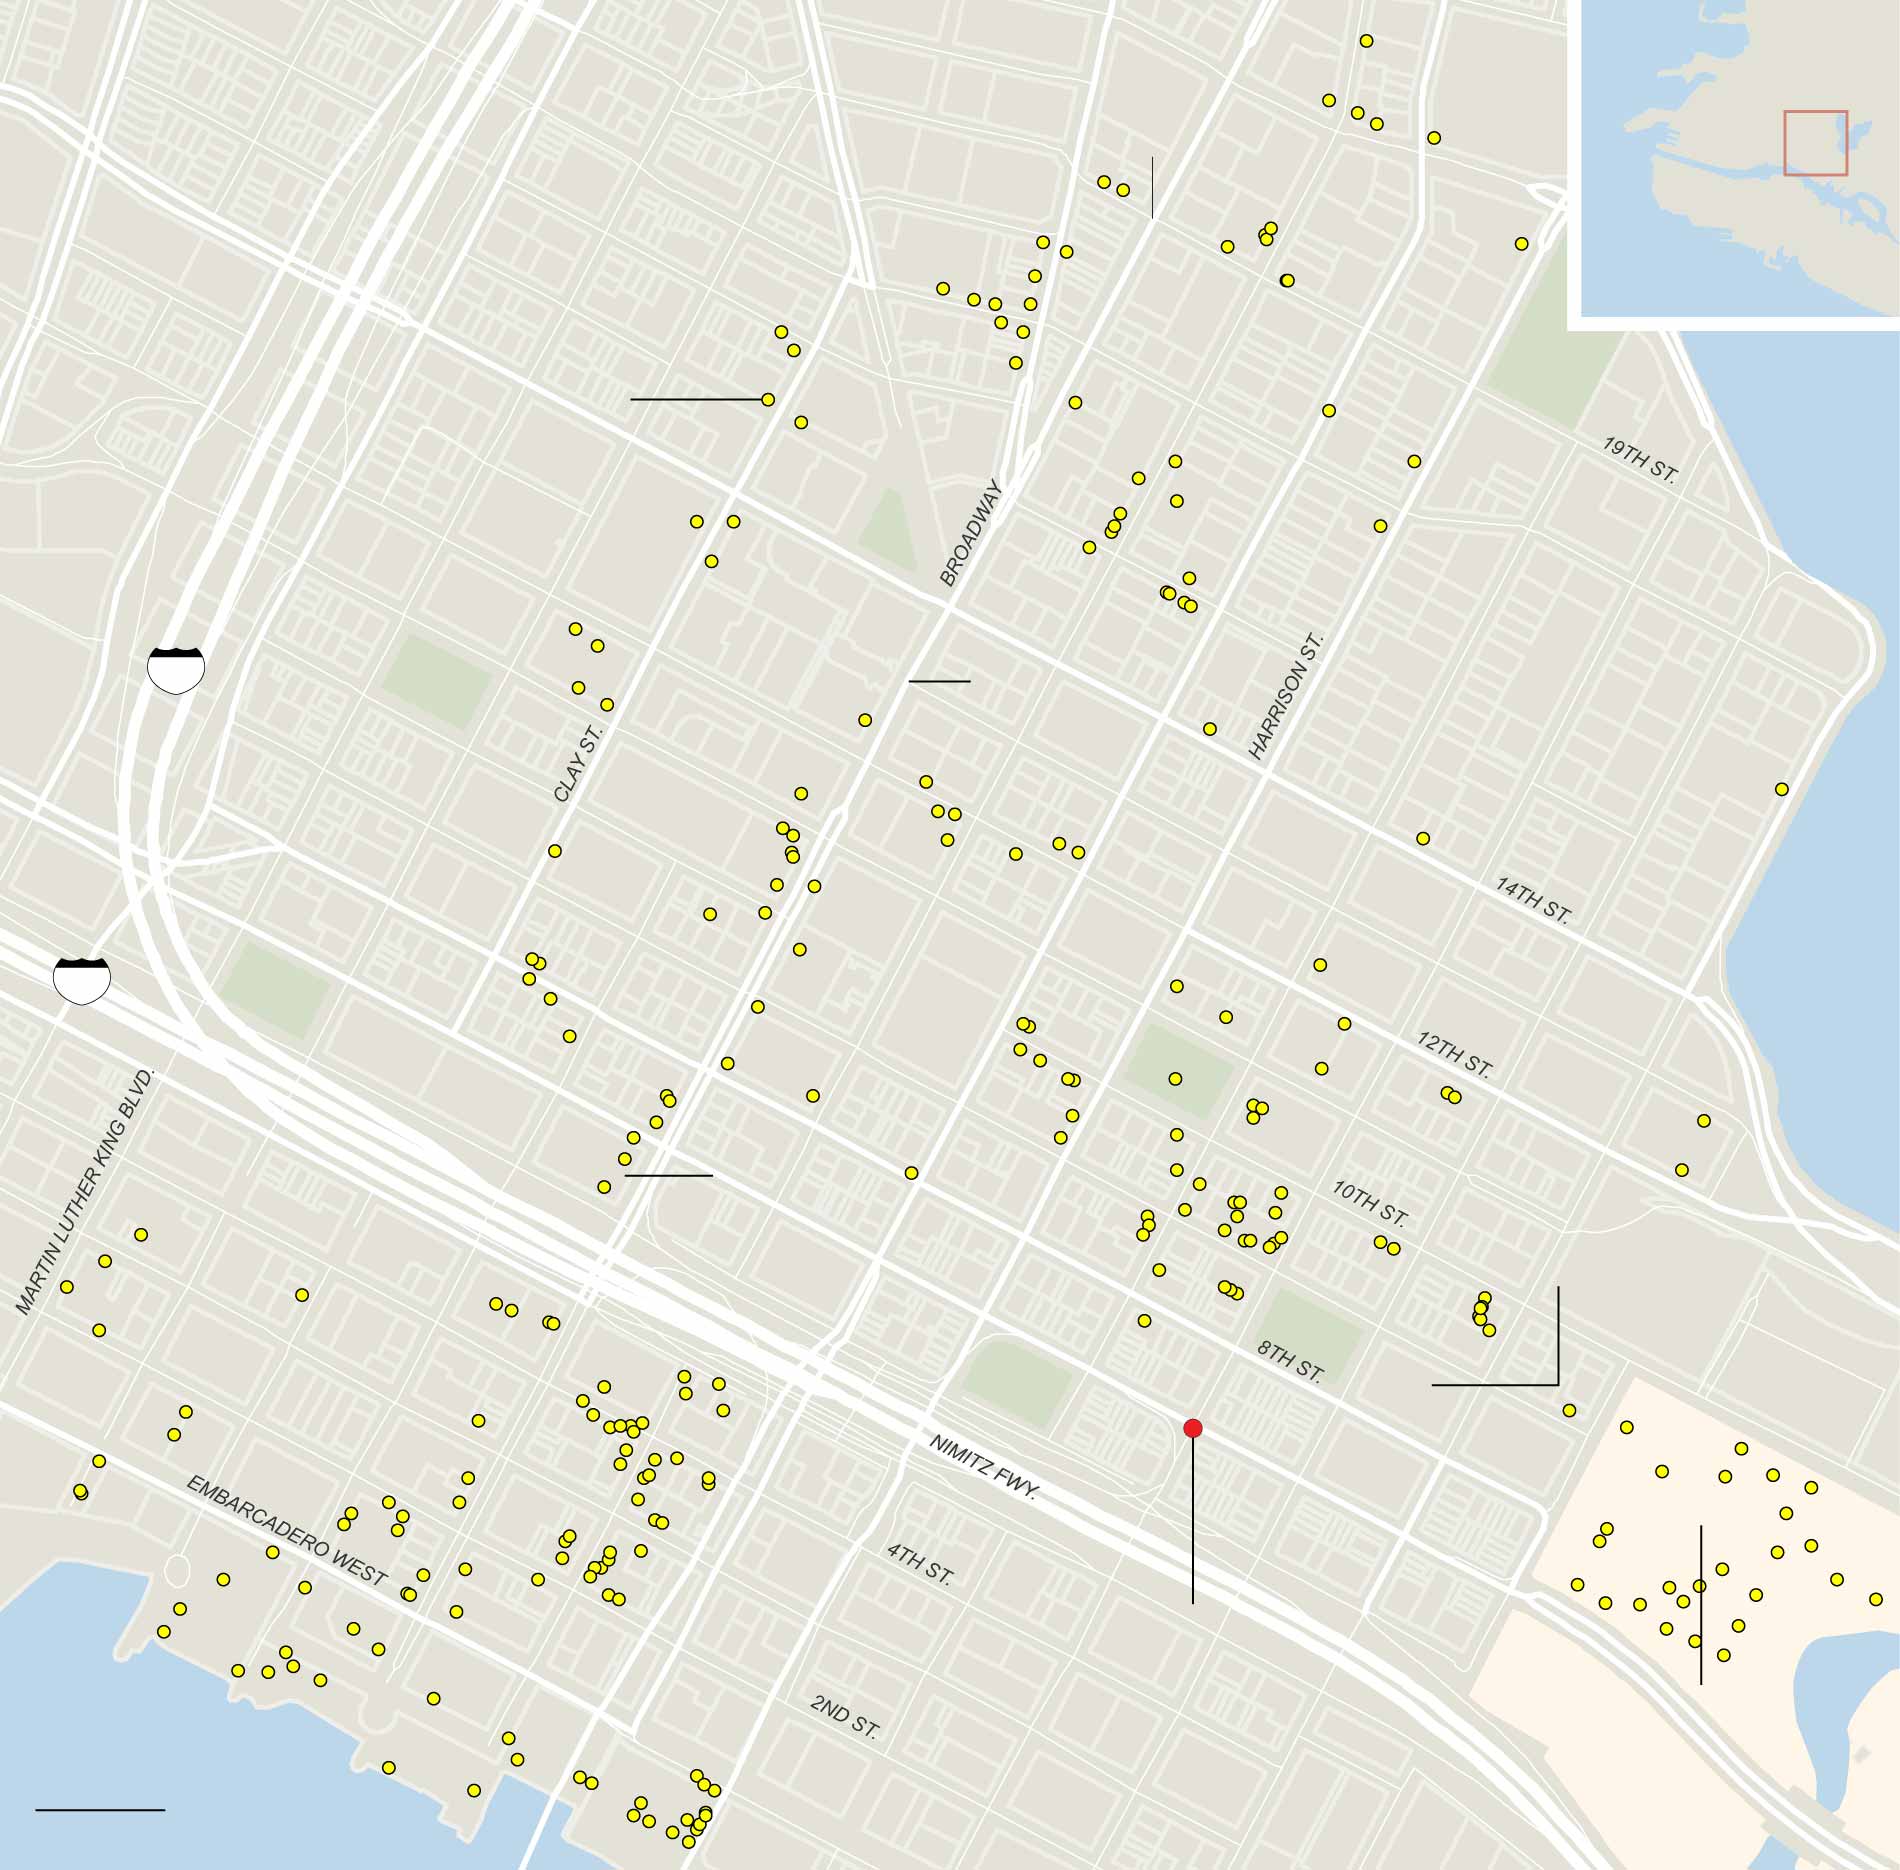 19TH ST.
BROADWAY
HARRISON ST.
CLAY ST.
14TH ST.
12TH ST.
MARTIN LUTHER KING BLVD.
10TH ST.
8TH ST.
NIMITZ FWY.
EMBARCADERO WEST
4TH ST.
2ND ST.